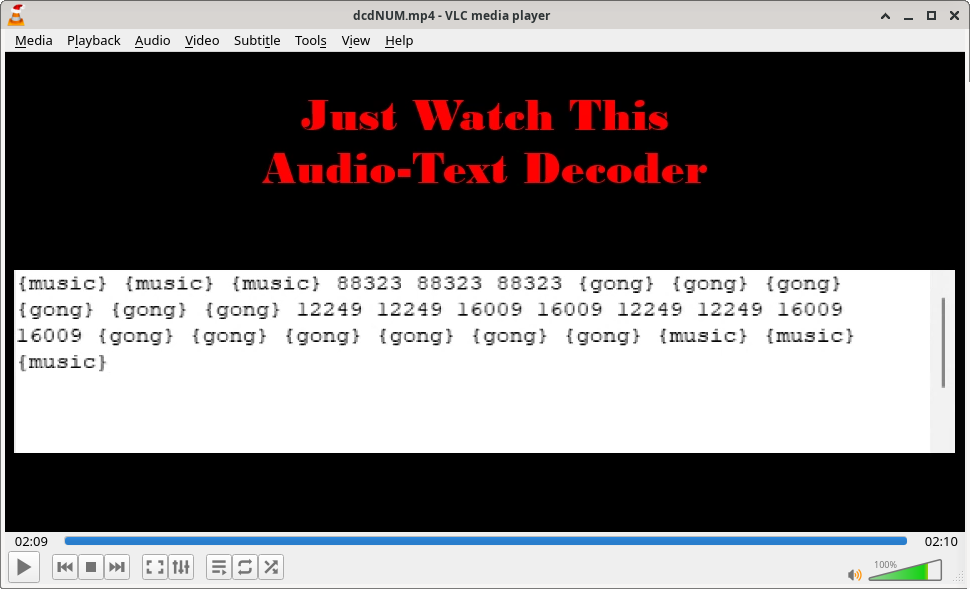 dcdNUM.mp4 - VLC media player
Media Playback Audio Video Subtitle Tools View Help
Just Watch This
Audio-Text Decoder
{music} {music} {music} 88323 88323 88323 {gong} {gong} {gong}
{gong} {gong} {gong} 12249 12249 16009 16009 12249 12249 16009
16009 {gong} {gong} {gong} {gong} {gong} {gong} {music} {music}
{music}
02:09 02:10
100%